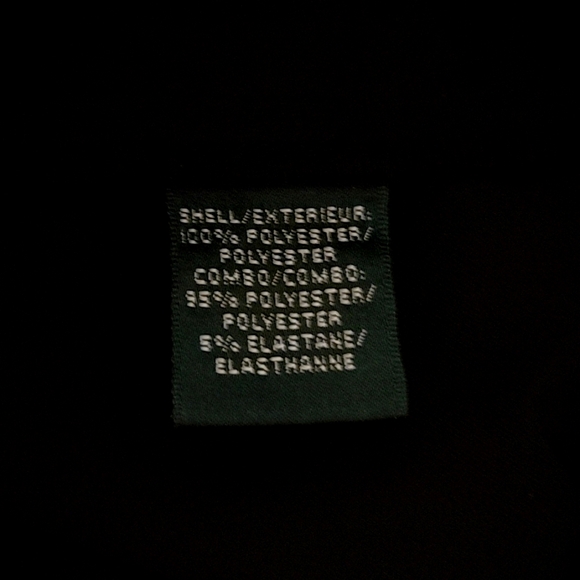 SHELL/EXTERIEUR:
100% POLYESTER/
POLYESTER
COMBO/COMBO:
95% POLYESTER/
POLYESTER
5% ELASTANE/
ELASTHANNE